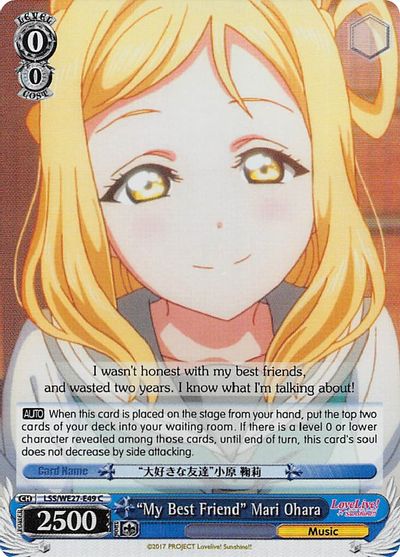 LEVEL
0
0
COST
I wasn't honest with my best friends,
and wasted two years. I know what I'm talking about!
AUTO When this card is placed on the stage from your hand, put the top two
cards of your deck into your waiting room. If there is a level 0 or lower
character revealed among those cards, until end of turn, this card's soul
does not decrease by side attacking.
Card Name
“大好きな友達”小原 鞠莉
CH LSS/WE27-E49 C
POWER
2500
“My Best Friend” Mari Ohara
LoveLive!
Sunshine!!
Music
©2017 PROJECT Lovelive! Sunshine!!